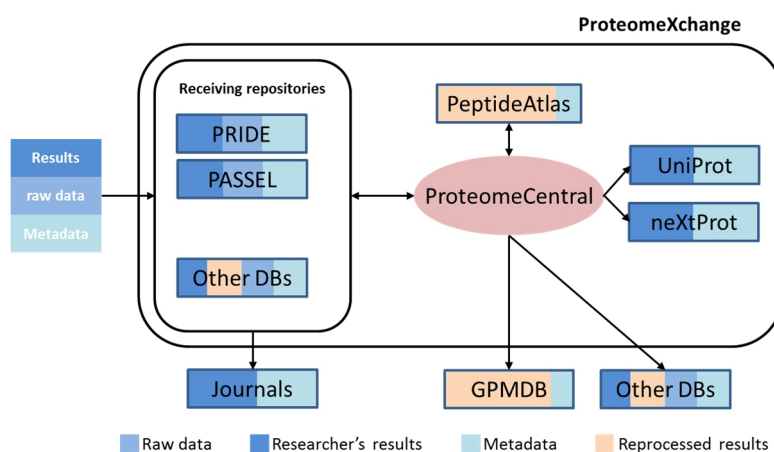 ProteomeXchange
Receiving repositories
PeptideAtlas
PRIDE
Results
PASSEL
UniProt
raw data
ProteomeCentral
neXtProt
Metadata
Other DBs
Journals
GPMDB
Other DBs
Raw data
Researcher's results
Metadata
Reprocessed results